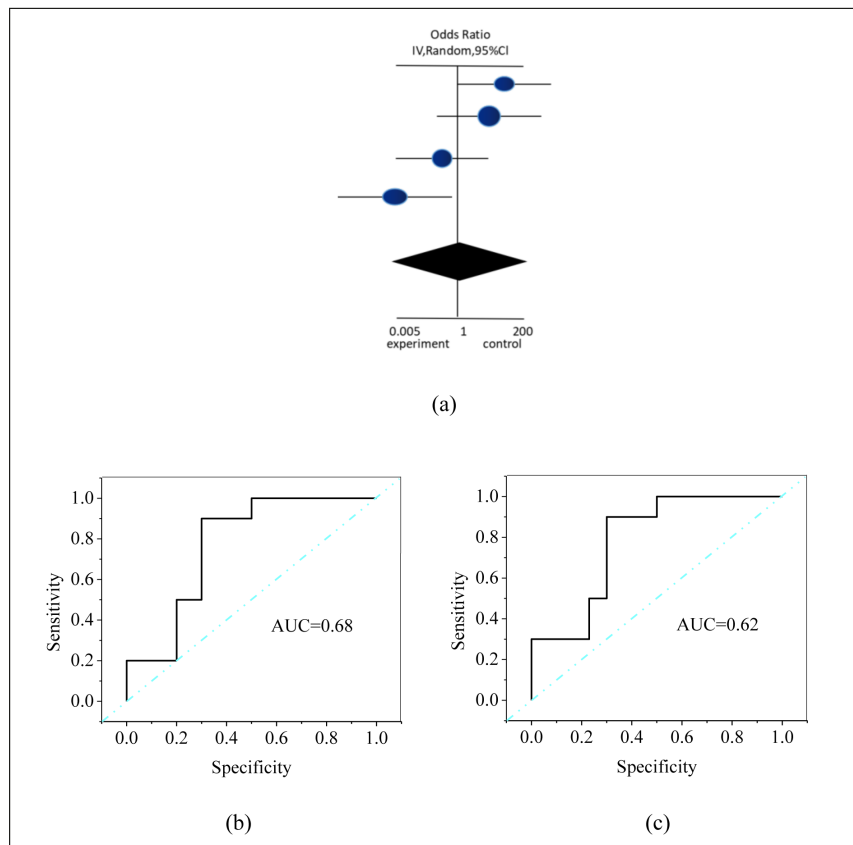 Odds Ratio
IV,Random,95%Cl
0.005 1 200
experiment control
(a)
1.0
0.8
0.6
0.4
0.2
0.0
Sensitivity
AUC=0.68
0.0 0.2 0.4 0.6 0.8 1.0
Specificity
(b)
1.0
0.8
0.6
0.4
0.2
0.0
Sensitivity
AUC=0.62
0.0 0.2 0.4 0.6 0.8 1.0
Specificity
(c)